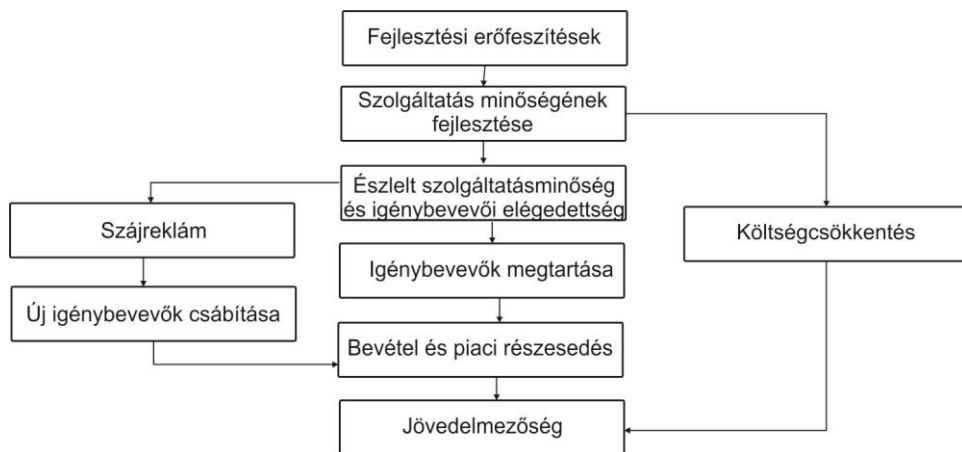 Fejlesztési erőfeszítések
Szolgáltatás minőségének
fejlesztése
Észlelt szolgáltatásminőség
és igénybevevői elégedettség
Szájreklám
Költségcsökkentés
Igénybevevők megtartása
Új igénybevevők csábítása
Bevétel és piaci részesedés
Jövedelmezőség